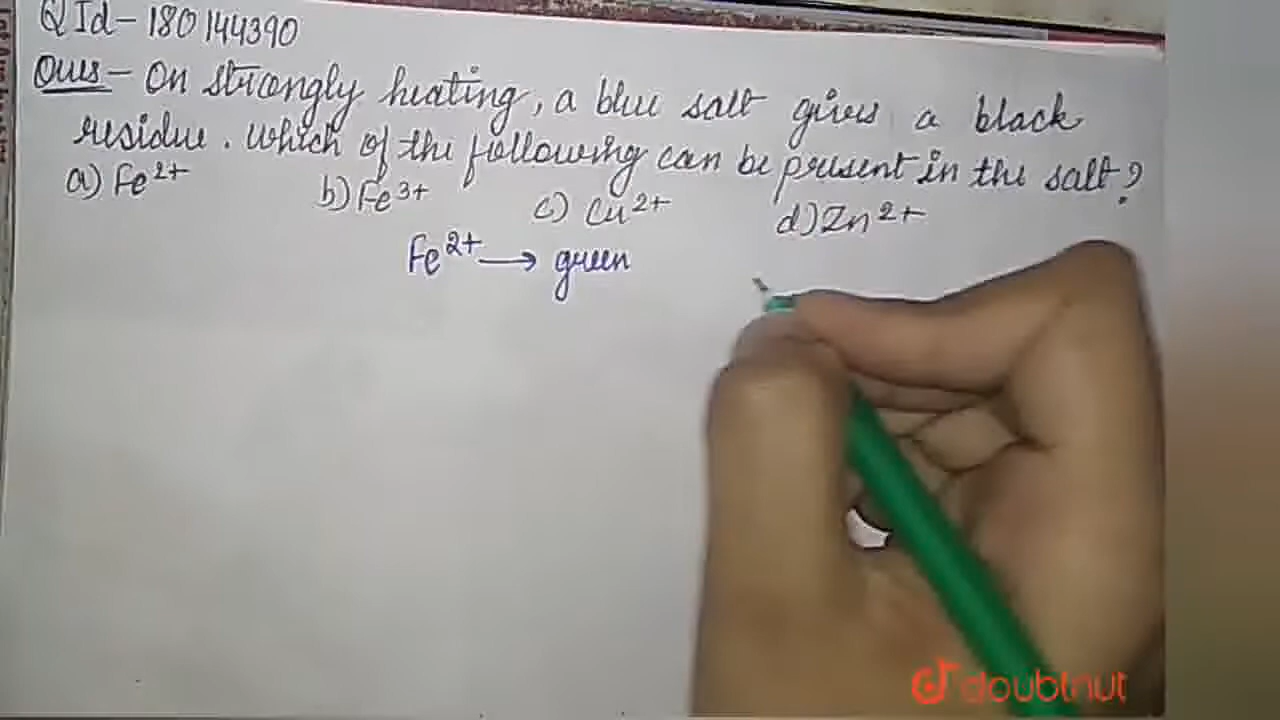 Q Id - 180144390
Ques - On strongly heating, a blue salt gives a black
residue. Which of the following can be present in the salt?
a) Fe²⁺ b) Fe³⁺ c) Cu²⁺ d) Zn²⁺
Fe²⁺ → green
doubtnut